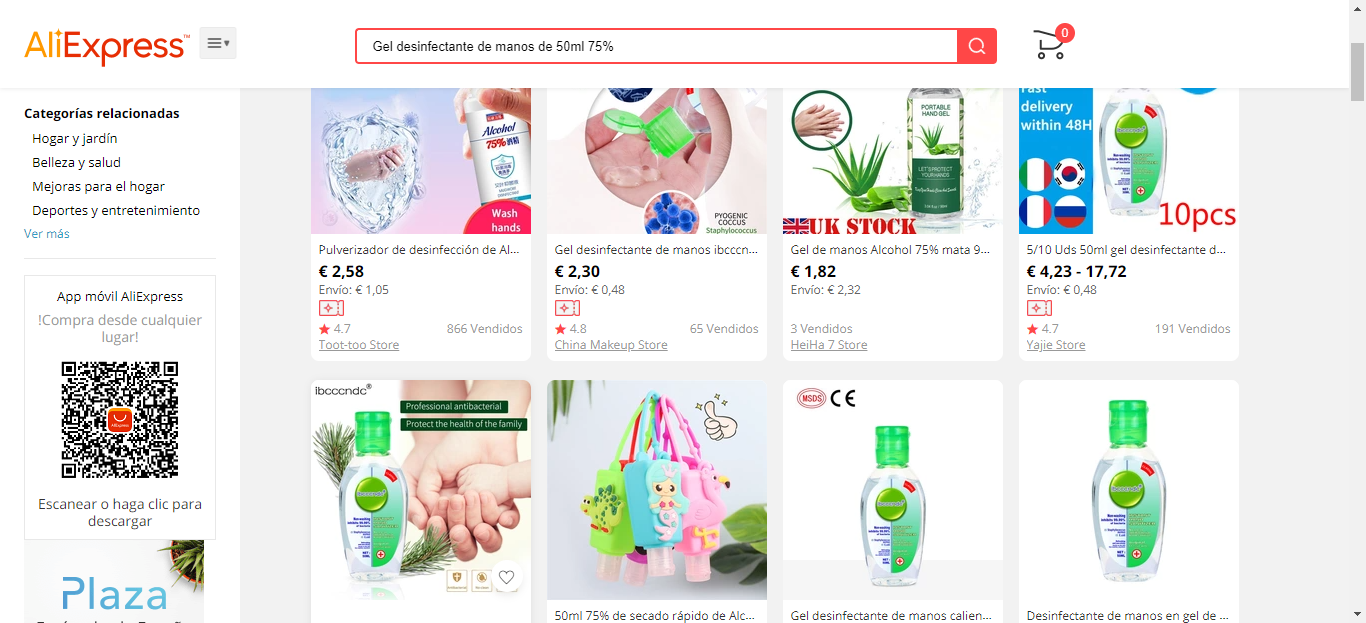 AliExpress™
Gel desinfectante de manos de 50ml 75%
0
Categorías relacionadas
Hogar y jardín
Belleza y salud
Mejoras para el hogar
Deportes y entretenimiento
Ver más
App móvil AliExpress
!Compra desde cualquier
lugar!
AliExpress
Escanear o haga clic para
descargar
Plaza
Alcohol
75%酒精
Wash
hands
Pulverizador de desinfección de Al...
€ 2,58
Envío: € 1,05
4.7
866 Vendidos
Toot-too Store
PYOGENIC
COCCUS
Staphylococcus
Gel desinfectante de manos ibcccn...
€ 2,30
Envío: € 0,48
4.8
65 Vendidos
China Makeup Store
PORTABLE
HAND GEL
LET'S PROTECT
YOUR HANDS
UK STOCK
Gel de manos Alcohol 75% mata 9...
€ 1,82
Envío: € 2,32
3 Vendidos
HeiHa 7 Store
Fast
delivery
within 48H
ibcccndc
10pcs
5/10 Uds 50ml gel desinfectante d...
€ 4,23 - 17,72
Envío: € 0,48
4.7
191 Vendidos
Yajie Store
ibcccndc®
Professional antibacterial
Protect the health of the family
ibcccndc
50ml 75% de secado rápido de Alc...
MSDS CE
ibcccndc
Gel desinfectante de manos calien...
ibcccndc
Desinfectante de manos en gel de ...